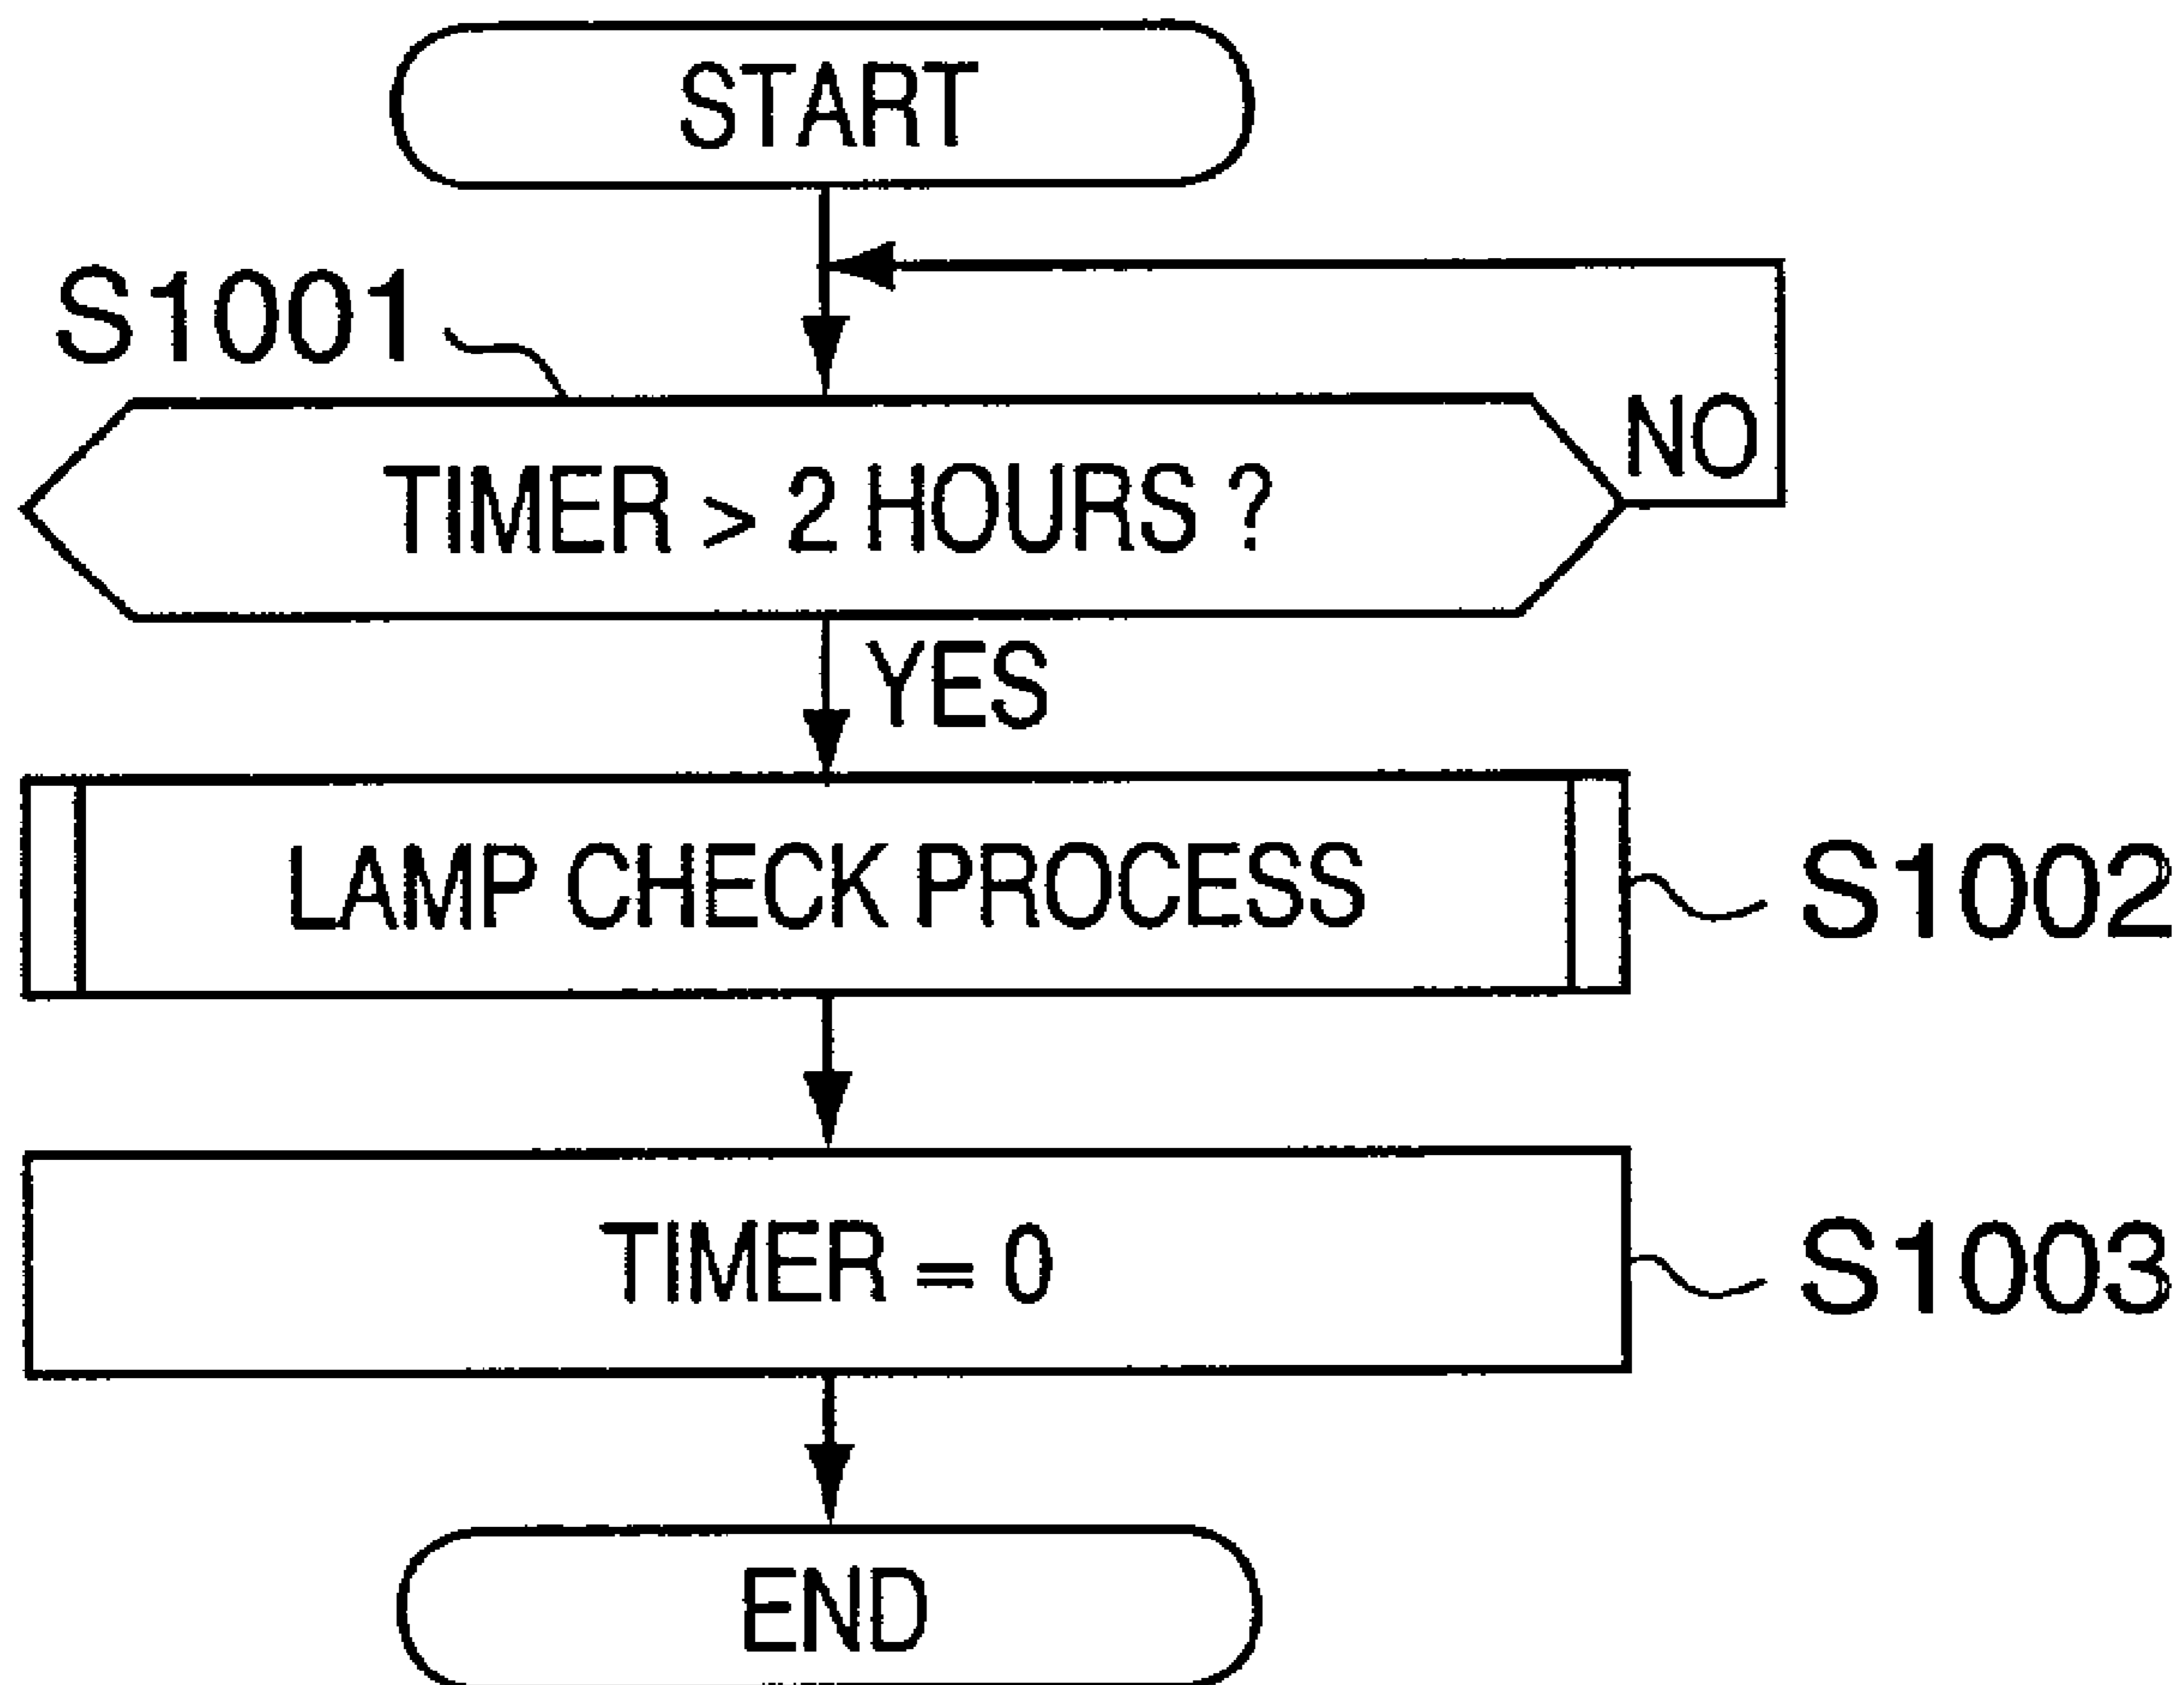 START
S1001
NO
TIMER > 2 HOURS ?
YES
LAMP CHECK PROCESS
S1002
TIMER = 0
S1003
END